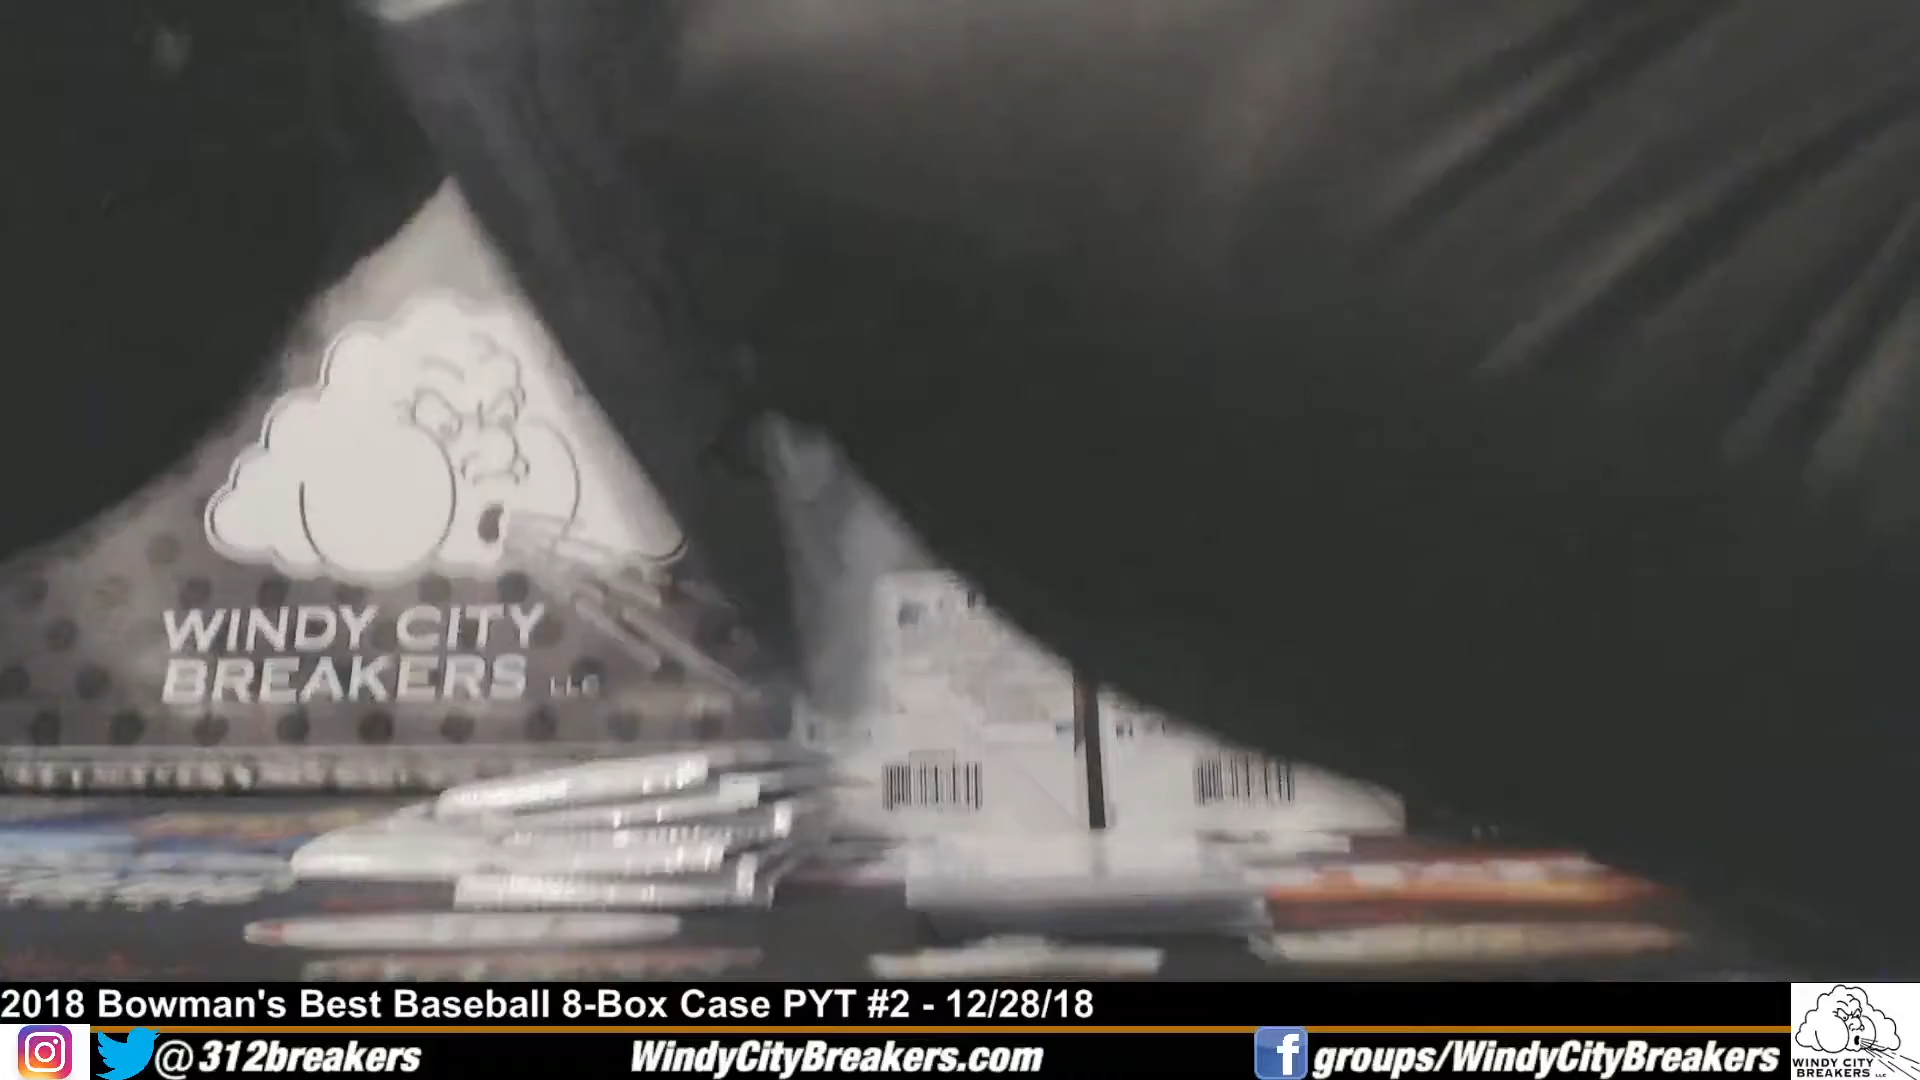 WINDY CITY
BREAKERS LLC
2018 Bowman's Best Baseball 8-Box Case PYT #2 - 12/28/18
@312breakers
WindyCityBreakers.com
groups/WindyCityBreakers
WINDY CITY
BREAKERS LLC